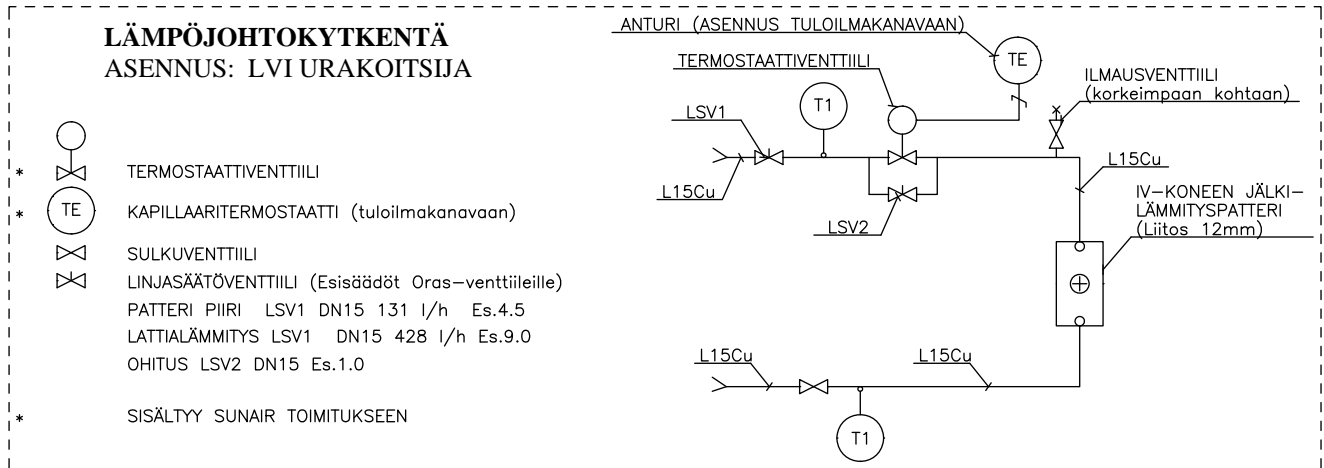 LÄMPÖJOHTOKYTKENTÄ
ASENNUS: LVI URAKOITSIJA
* TERMOSTAATTIVENTTIILI
* TE KAPILLAARITERMOSTAATTI (tuloilmakanavaan)
SULKUVENTTIILI
LINJASÄÄTÖVENTTIILI (Esisäädöt Oras-venttiileille)
PATTERI PIIRI LSV1 DN15 131 l/h Es.4.5
LATTIALÄMMITYS LSV1 DN15 428 l/h Es.9.0
OHITUS LSV2 DN15 Es.1.0
* SISÄLTYY SUNAIR TOIMITUKSEEN
ANTURI (ASENNUS TULOILMAKANAVAAN)
TE
TERMOSTAATTIVENTTIILI
ILMAUSVENTTIILI
(korkeimpaan kohtaan)
T1
LSV1
L15Cu
L15Cu
LSV2
IV-KONEEN JÄLKI-
LÄMMITYSPATTERI
(Liitos 12mm)
L15Cu
L15Cu
T1